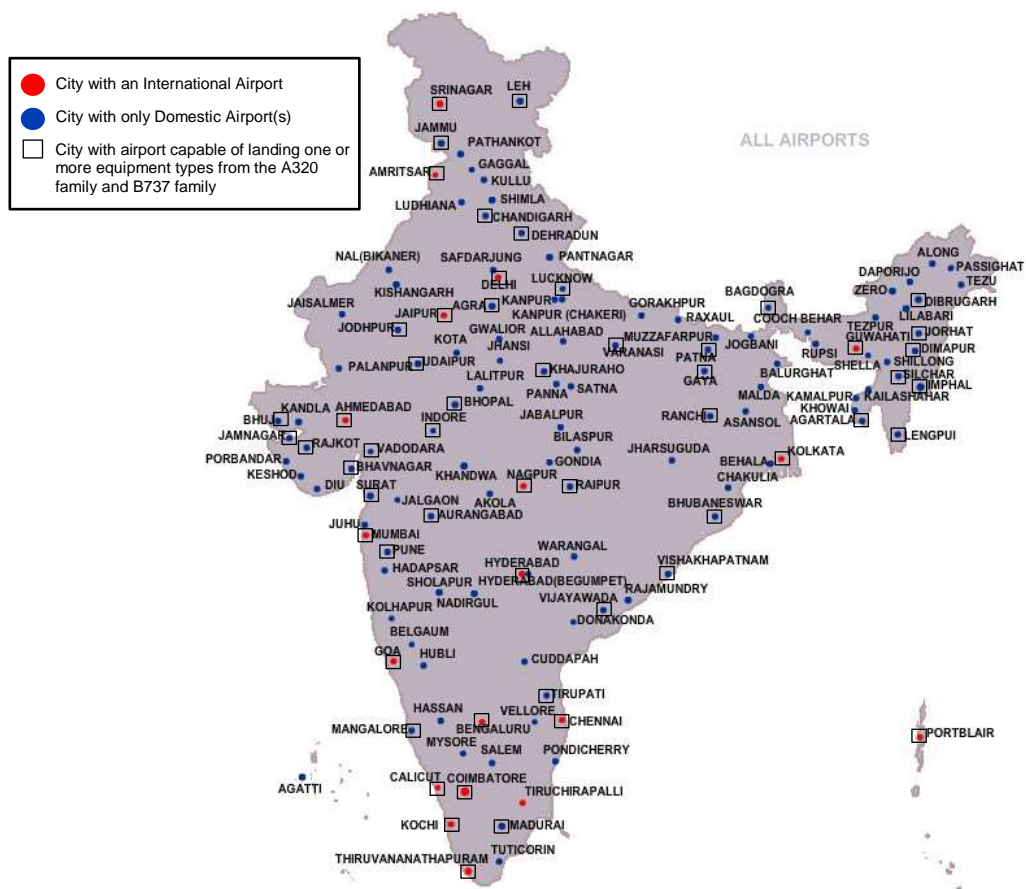 City with an International Airport
City with only Domestic Airport(s)
City with airport capable of landing one or
more equipment types from the A320
family and B737 family
ALL AIRPORTS
LEH
SRINAGAR
JAMMU
PATHANKOT
GAGGAL
AMRITSAR
KULLU
LUDHIANA
SHIMLA
CHANDIGARH
DEHRADUN
NAL(BIKANER)
SAFDARJUNG
PANTNAGAR
DELHI
LUCKNOW
KISHANGARH
JAISALMER
AGRA
KANPUR
GORAKHPUR
BAGDOGRA
JAIPUR
KANPUR (CHAKERI)
RAXAUL
COOCH BEHAR
JODHPUR
GWALIOR
ALLAHABAD
MUZZAFARPUR
JOGBANI
KOTA
JHANSI
VARANASI
PATNA
RUPSI
ALONG
PASSIGHAT
DAPORIJO
TEZU
ZERO
DIBRUGARH
LILABARI
TEZPUR
JORHAT
GUWAHATI
DIMAPUR
SHELLA
SHILLONG
SILCHAR
IMPHAL
KAILASHAHAR
KAMALPUR
KHOWAI
AGARTALA
LENGPUI
PALANPUR
UDAIPUR
LALITPUR
KHAJURAHO
PANNA
SATNA
GAYA
BALURGHAT
MALDA
BHOPAL
KANDLA
AHMEDABAD
BHUJ
INDORE
JABALPUR
RANCHI
ASANSOL
JAMNAGAR
RAJKOT
VADODARA
BILASPUR
JHARSUGUDA
KOLKATA
PORBANDAR
BHAVNAGAR
KHANDWA
GONDIA
BEHALA
KESHOD
NAGPUR
CHAKULIA
DIU
SURAT
JALGAON
AKOLA
RAIPUR
BHUBANESWAR
AURANGABAD
JUHU
MUMBAI
PUNE
WARANGAL
HYDERABAD
VISHAKHAPATNAM
HADAPSAR
SHOLAPUR
HYDERABAD(BEGUMPET)
NADIRGUL
VIJAYAWADA
RAJAMUNDRY
KOLHAPUR
DONAKONDA
BELGAUM
GOA
HUBLI
CUDDAPAH
TIRUPATI
HASSAN
VELLORE
MANGALORE
BENGALURU
CHENNAI
PORTBLAIR
MYSORE
SALEM
PONDICHERRY
CALICUT
COIMBATORE
AGATTI
TIRUCHIRAPALLI
KOCHI
MADURAI
TUTICORIN
THIRUVANANATHAPURAM